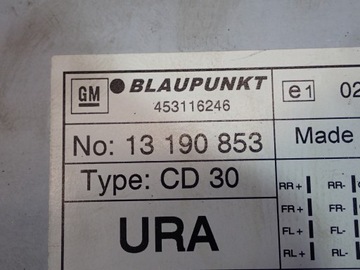 GM BLAUPUNKT e1 02
453116246
No: 13 190 853 Made
Type: CD 30
URA
RR+ RR-
FR+ FR-
FL+ FL-
RL+ RL-